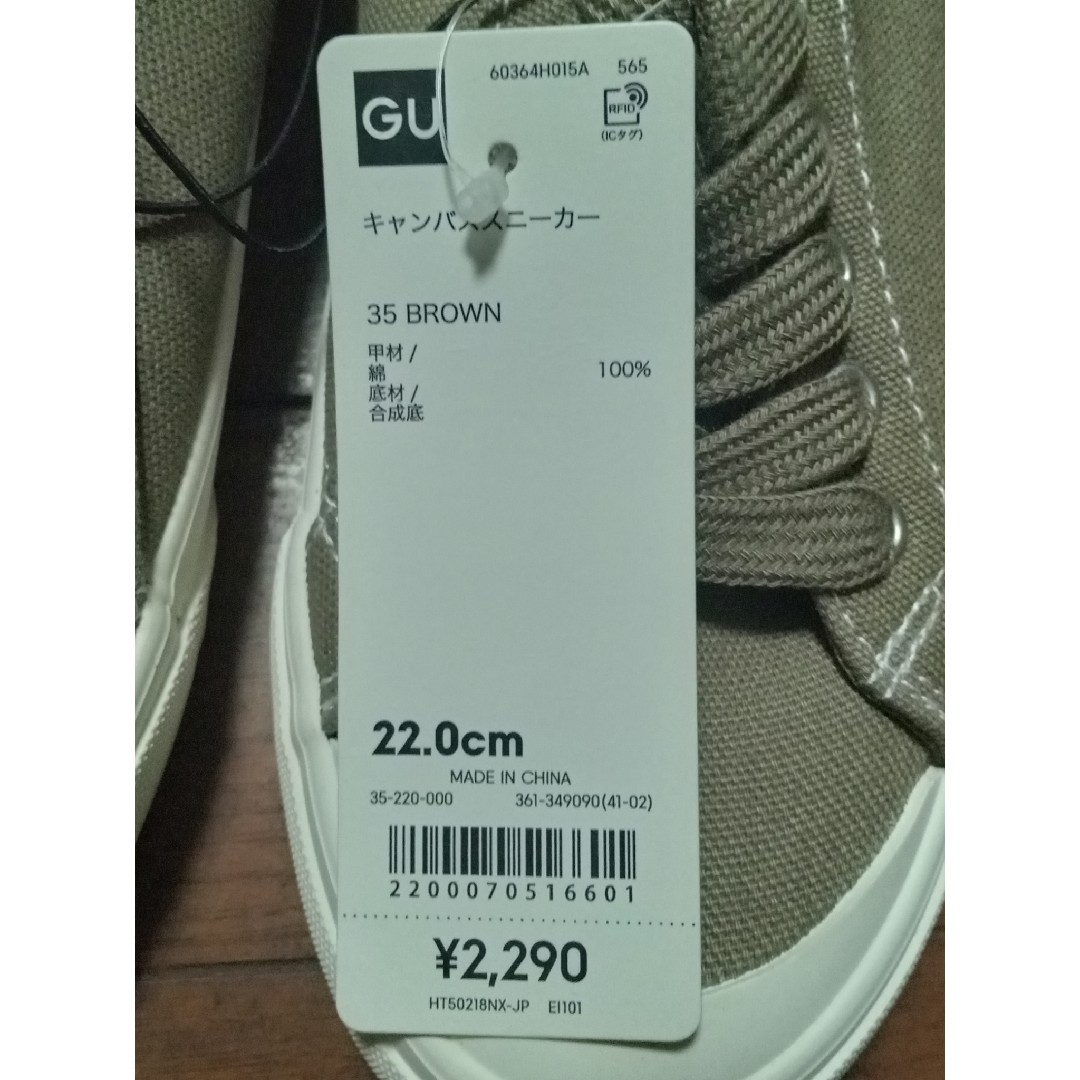 60364H015A 565
GU
RFID
(ICタグ)
キャンバススニーカー
35 BROWN
甲材 /
綿 100%
底材 /
合成底
22.0cm
MADE IN CHINA
35-220-000 361-349090(41-02)
2200070516601
¥2,290
HT50218NX-JP EI101